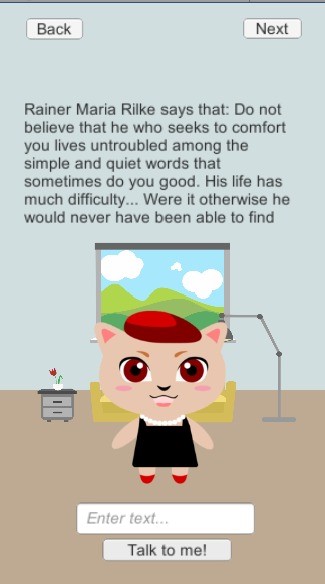 Back
Next
Rainer Maria Rilke says that: Do not
believe that he who seeks to comfort
you lives untroubled among the
simple and quiet words that
sometimes do you good. His life has
much difficulty... Were it otherwise he
would never have been able to find
Enter text...
Talk to me!